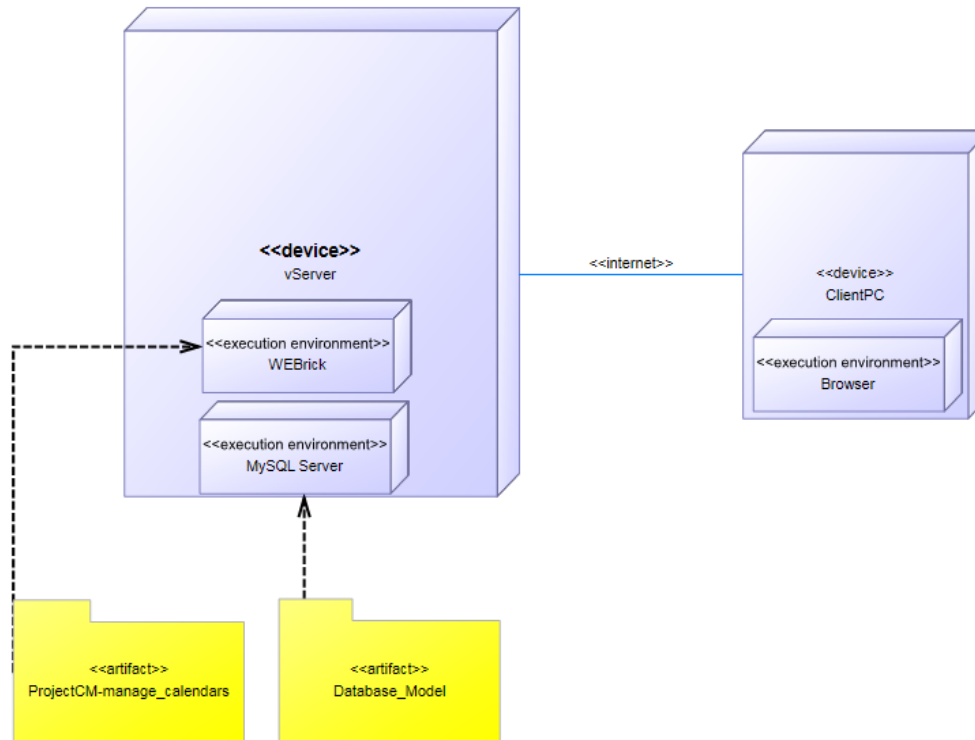 <<device>>
vServer
<<internet>>
<<device>>
ClientPC
<<execution environment>>
WEBrick
<<execution environment>>
Browser
<<execution environment>>
MySQL Server
<<artifact>>
ProjectCM-manage_calendars
<<artifact>>
Database_Model